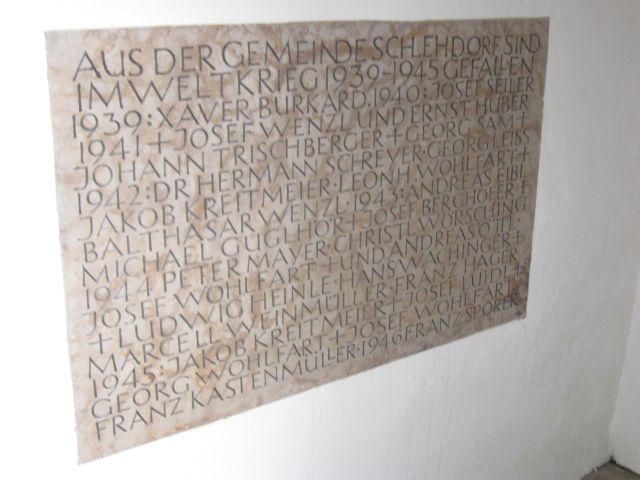 AUS DER GEMEINDE SCHLEHDORF SIND
IM WELTKRIEG 1939-1945 GEFALLEN
1939: XAVER BURKARD. 1940: JOSEF SEILER
1941 + JOSEF WENZL UND ERNST HUBER
JOHANN TRISCHBERGER + GEORG AM +
1942: DR HERMANN SCHREYER · GEORG LEISS
JAKOB KREITMEIER · LEONH. WOHLFART +
BALTHASAR WENZL · 1943: ANDREAS EIBL
MICHAEL GUGLHÖR + JOSEF BERGHOFER +
1944 PETER MAYER · CHRISTL WÖRSCHING
JOSEF WOHLFART + UND ANDREAS OTT
+ LUDWIG HEINLE · HANS WACHINGER +
MARCELL WEINMÜLLER · FRANZ HAGER
1945: JAKOB KREITMEIER + JOSEF LUIDL +
GEORG WOHLFART + JOSEF WOHLFART
FRANZ KASTENMÜLLER · 1946 FRANZ SPORER